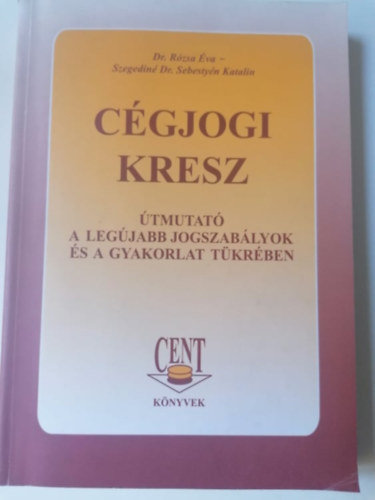 Dr. Rózsa Éva –
Szegediné Dr. Sebestyén Katalin
CÉGJOGI
KRESZ
ÚTMUTATÓ
A LEGÚJABB JOGSZABÁLYOK
ÉS A GYAKORLAT TÜKRÉBEN
CENT
KÖNYVEK